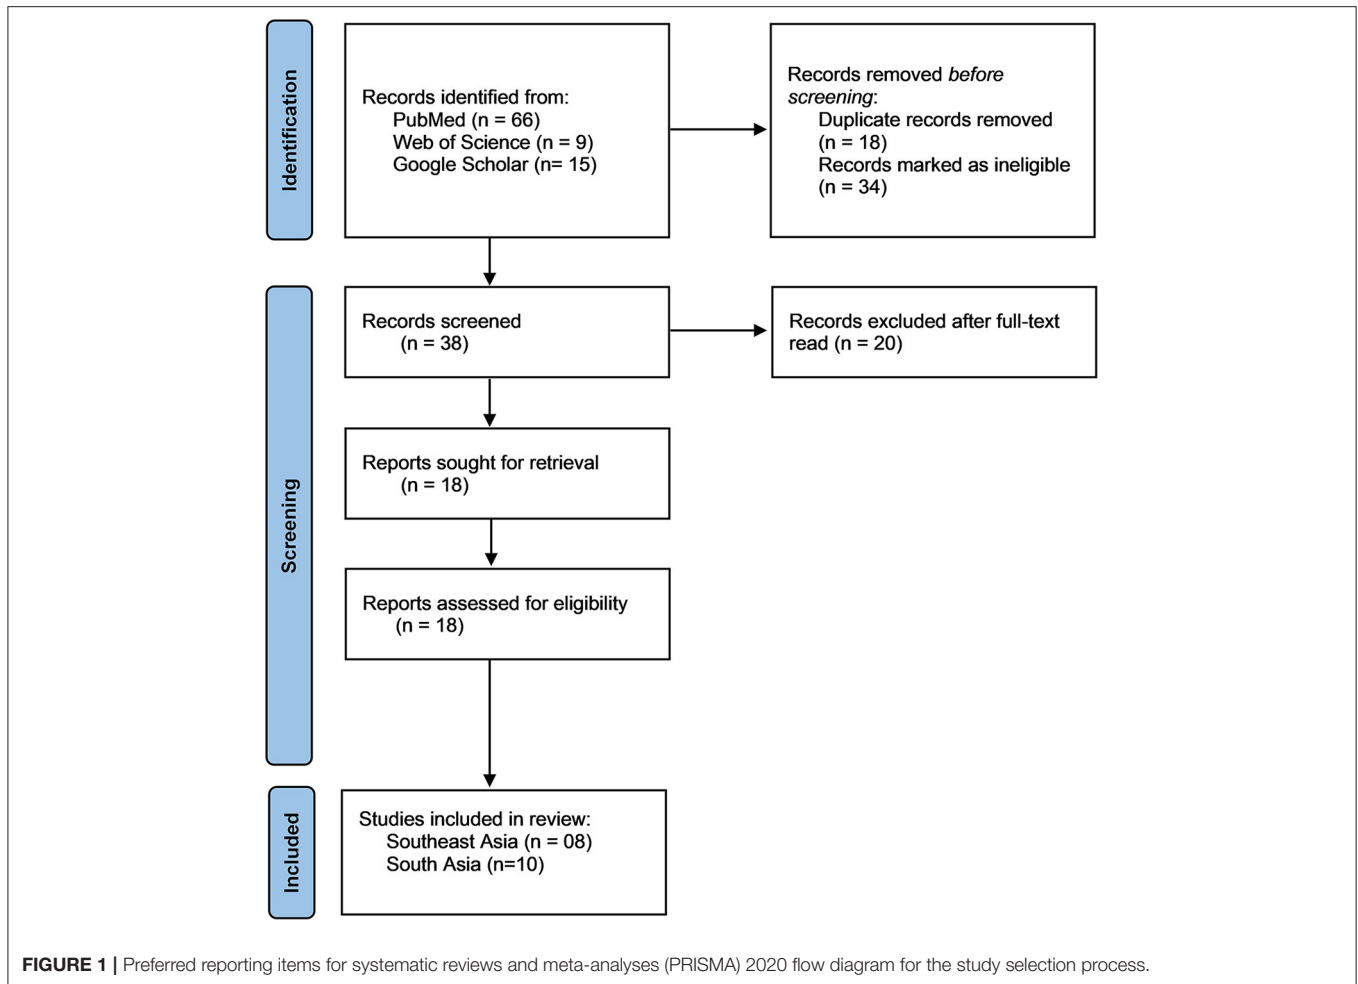 Identification
Records identified from:
PubMed (n = 66)
Web of Science (n = 9)
Google Scholar (n= 15)
Records removed before
screening:
Duplicate records removed
(n = 18)
Records marked as ineligible
(n = 34)
Screening
Records screened
(n = 38)
Records excluded after full-text
read (n = 20)
Reports sought for retrieval
(n = 18)
Reports assessed for eligibility
(n = 18)
Included
Studies included in review:
Southeast Asia (n = 08)
South Asia (n=10)
FIGURE 1 | Preferred reporting items for systematic reviews and meta-analyses (PRISMA) 2020 flow diagram for the study selection process.